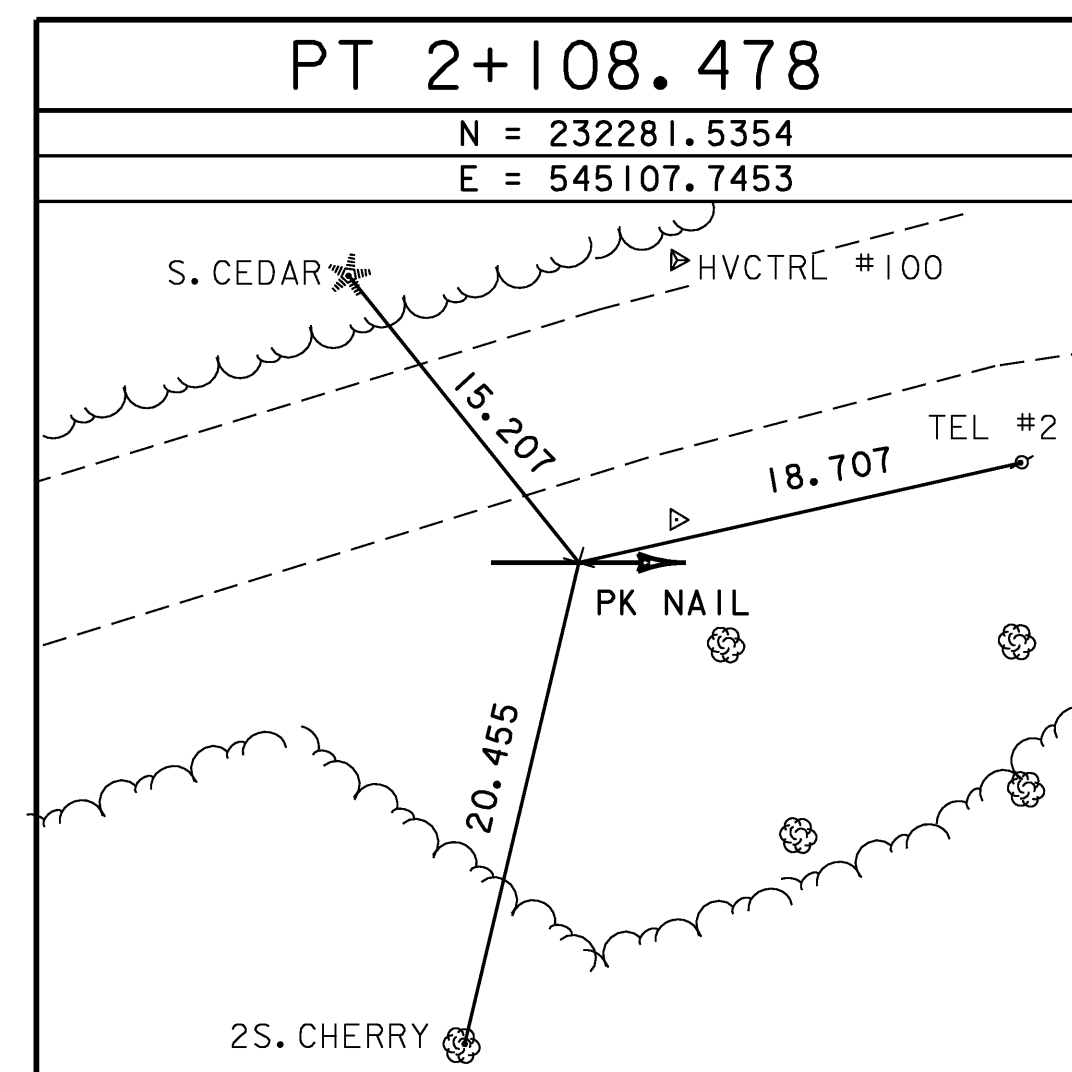 PT 2+108.478
N = 232281.5354
E = 545107.7453
S. CEDAR
HVCTRL #100
15.207
TEL #2
18.707
PK NAIL
20.455
2S. CHERRY